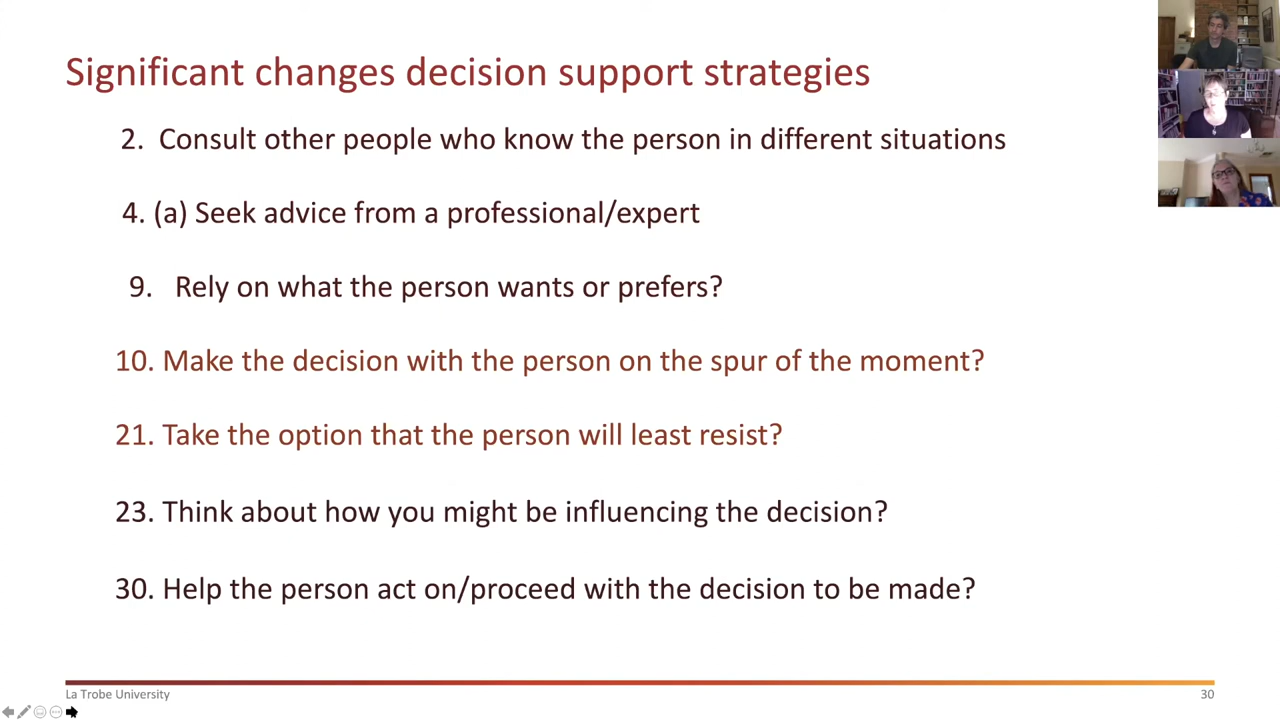 Significant changes decision support strategies
2. Consult other people who know the person in different situations
4. (a) Seek advice from a professional/expert
9. Rely on what the person wants or prefers?
10. Make the decision with the person on the spur of the moment?
21. Take the option that the person will least resist?
23. Think about how you might be influencing the decision?
30. Help the person act on/proceed with the decision to be made?
La Trobe University
30